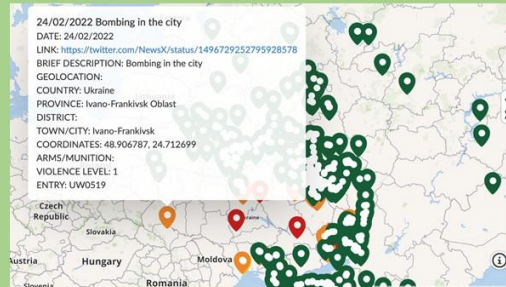 24/02/2022 Bombing in the city
DATE: 24/02/2022
LINK: https://twitter.com/NewsX/status/1496729252795928578
BRIEF DESCRIPTION: Bombing in the city
GEOLOCATION:
COUNTRY: Ukraine
PROVINCE: Ivano-Frankivsk Oblast
DISTRICT:
TOWN/CITY: Ivano-Frankivsk
COORDINATES: 48.906787, 24.712699
ARMS/MUNITION:
VIOLENCE LEVEL: 1
ENTRY: UW0519
Czech
Republic
Slovakia
Austria
Hungary
Moldova
Romania